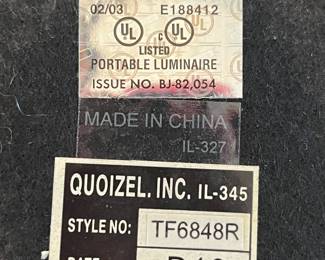 02/03 E188412
UL C UL
LISTED
PORTABLE LUMINAIRE
ISSUE NO. BJ-82,054
MADE IN CHINA
IL-327
QUOIZEL. INC. IL-345
STYLE NO: TF6848R